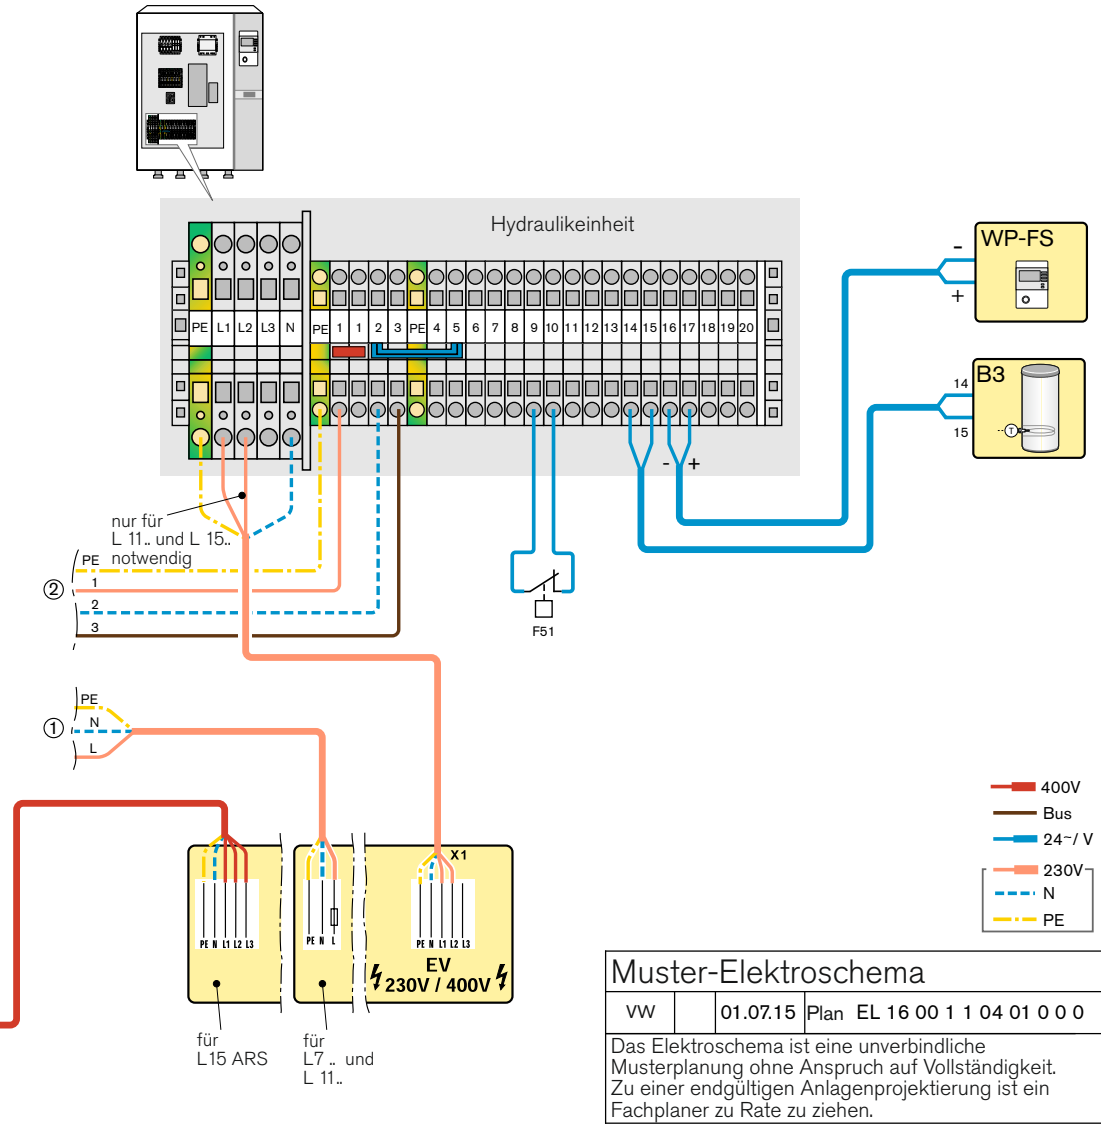 Hydraulikeinheit
WP-FS
-
+
PE L1 L2 L3 N
PE 1 1 2 3 PE 4 5 6 7 8 9 10 11 12 13 14 15 16 17 18 19 20
B3
14
15
T
- +
nur für
L 11.. und L 15..
notwendig
PE
2 1
2
3
F51
PE
1 N
L
400V
Bus
24~/ V
230V
N
PE
X1
PE N L1 L2 L3
PE N L
PE N L1 L2 L3
EV
230V / 400V
für
L15 ARS
für
L7 .. und
L 11..
Muster-Elektroschema
VW 01.07.15 Plan EL 16 00 1 1 04 01 0 0 0
Das Elektroschema ist eine unverbindliche
Musterplanung ohne Anspruch auf Vollständigkeit.
Zu einer endgültigen Anlagenprojektierung ist ein
Fachplaner zu Rate zu ziehen.